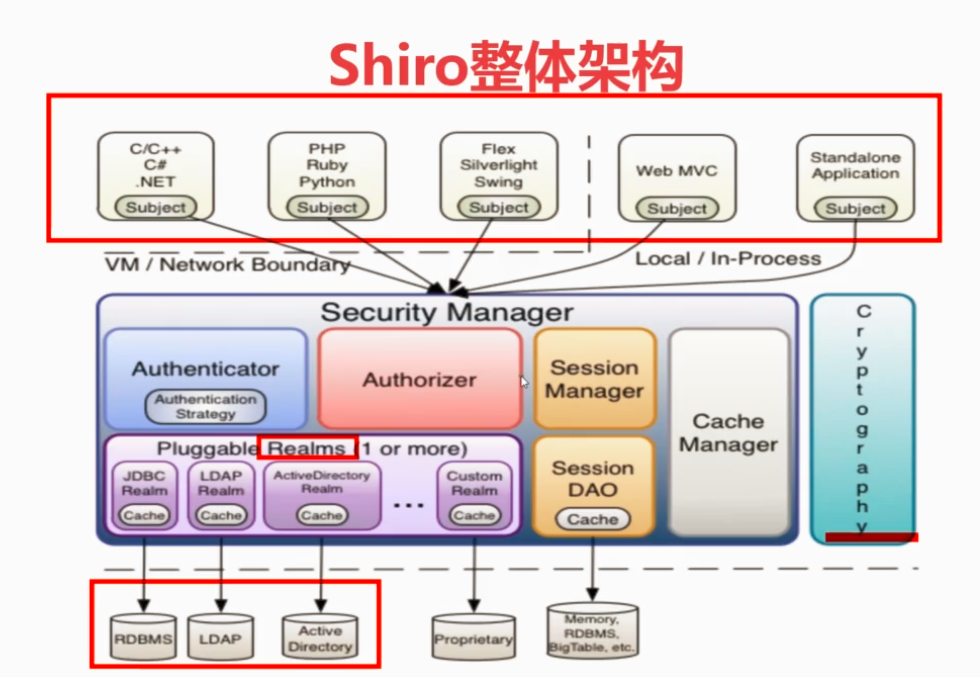 Shiro整体架构
C/C++
C#
.NET
Subject
PHP
Ruby
Python
Subject
Flex
Silverlight
Swing
Subject
Web MVC
Subject
Standalone
Application
Subject
VM / Network Boundary
Local / In-Process
Security Manager
Authenticator
Authentication
Strategy
Authorizer
Session
Manager
Cache
Manager
Cryptography
Pluggable Realms (1 or more)
JDBC
Realm
Cache
LDAP
Realm
Cache
ActiveDirectory
Realm
Cache
...
Custom
Realm
Cache
Session
DAO
Cache
RDBMS
LDAP
Active
Directory
Proprietary
Memory,
RDBMS,
BigTable, etc.